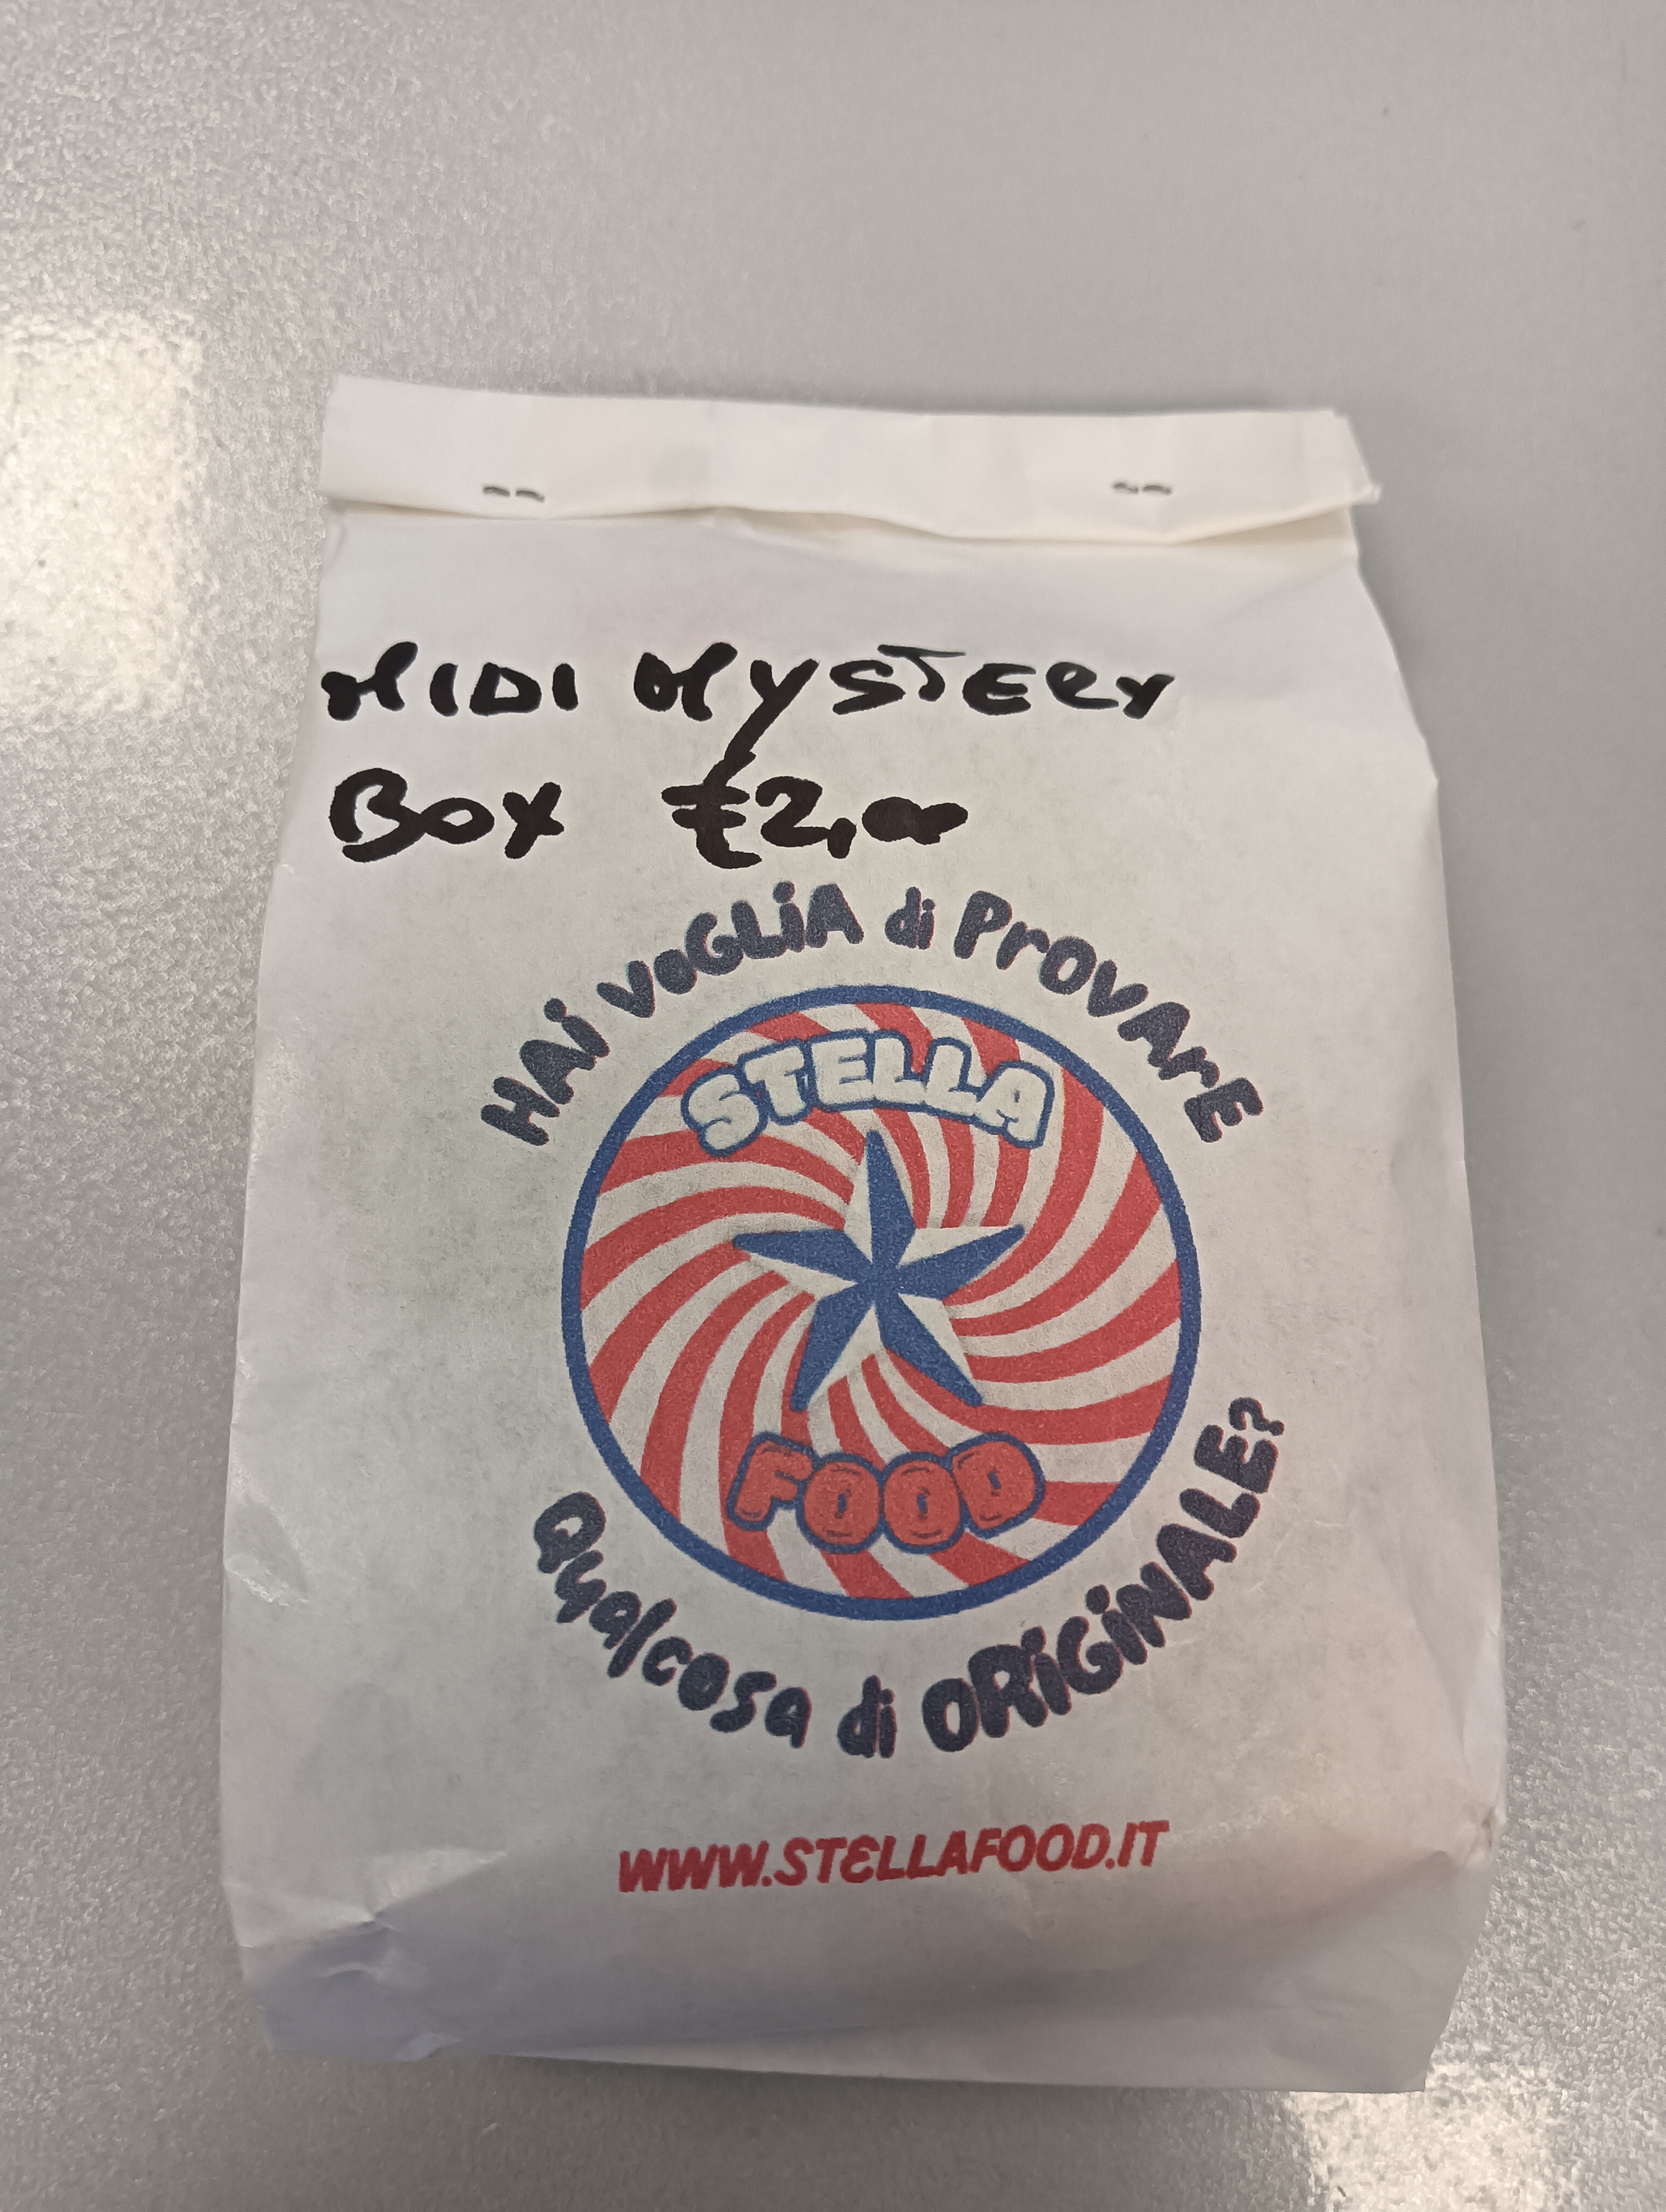 MIDI MYSTERY
BOX €2,00
HAi voGLiA di ProvArE
STELLA
FOOD
Qualcosa di ORiGiNALE?
WWW.STELLAFOOD.IT